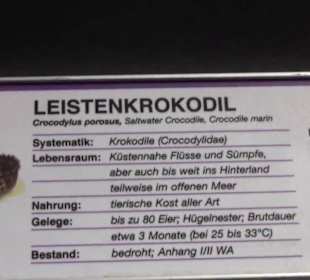 LEISTENKROKODIL
Crocodylus porosus, Saltwater Crocodile, Crocodile marin
Systematik: Krokodile (Crocodylidae)
Lebensraum: Küstennahe Flüsse und Sümpfe,
aber auch bis weit ins Hinterland
teilweise im offenen Meer
Nahrung: tierische Kost aller Art
Gelege: bis zu 80 Eier; Hügelnester; Brutdauer
etwa 3 Monate (bei 25 bis 33°C)
Bestand: bedroht; Anhang I/II WA